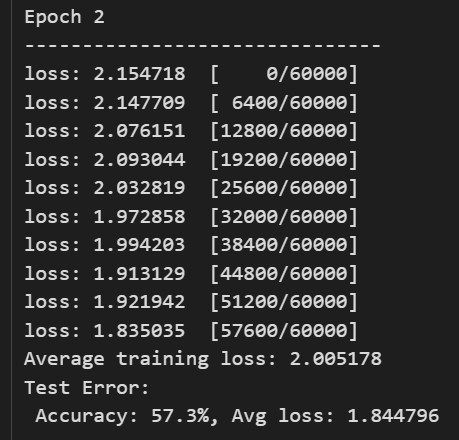 Epoch 2
-------------------------------
loss: 2.154718  [    0/60000]
loss: 2.147709  [ 6400/60000]
loss: 2.076151  [12800/60000]
loss: 2.093044  [19200/60000]
loss: 2.032819  [25600/60000]
loss: 1.972858  [32000/60000]
loss: 1.994203  [38400/60000]
loss: 1.913129  [44800/60000]
loss: 1.921942  [51200/60000]
loss: 1.835035  [57600/60000]
Average training loss: 2.005178
Test Error:
 Accuracy: 57.3%, Avg loss: 1.844796